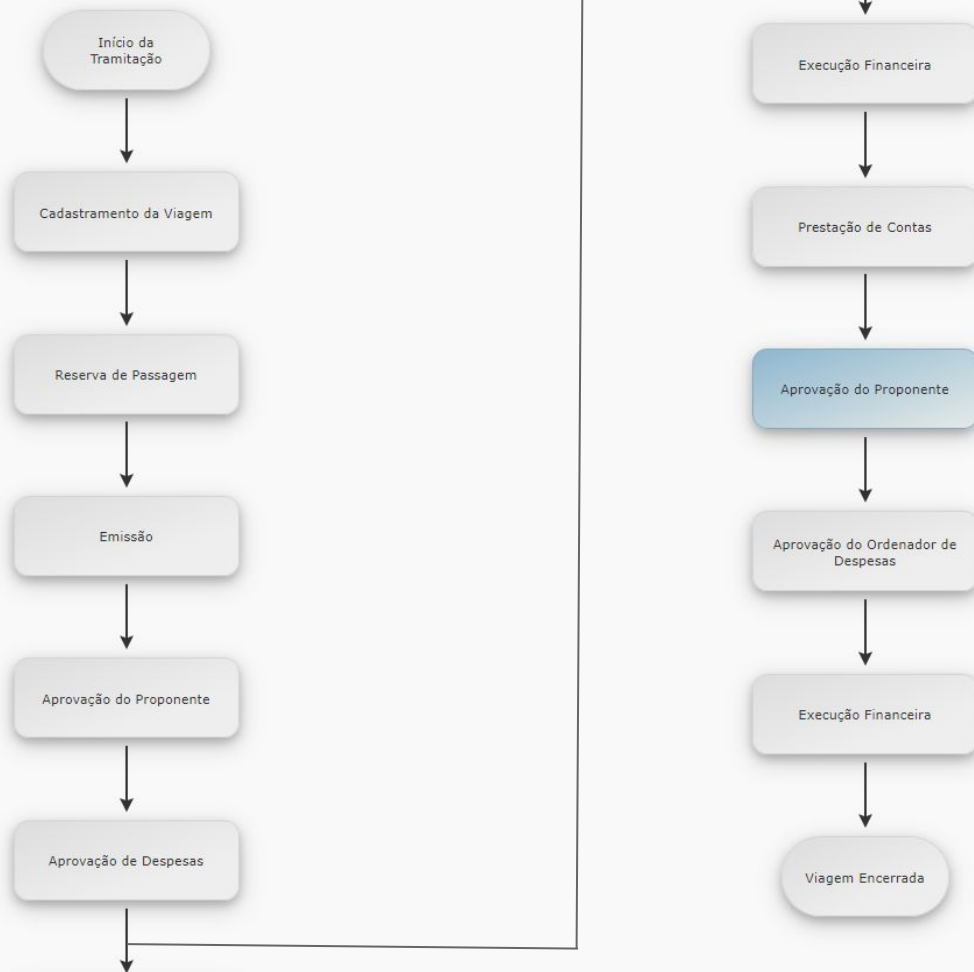 Início da
Tramitação
Cadastramento da Viagem
Reserva de Passagem
Emissão
Aprovação do Proponente
Aprovação de Despesas
Execução Financeira
Prestação de Contas
Aprovação do Proponente
Aprovação do Ordenador de
Despesas
Execução Financeira
Viagem Encerrada